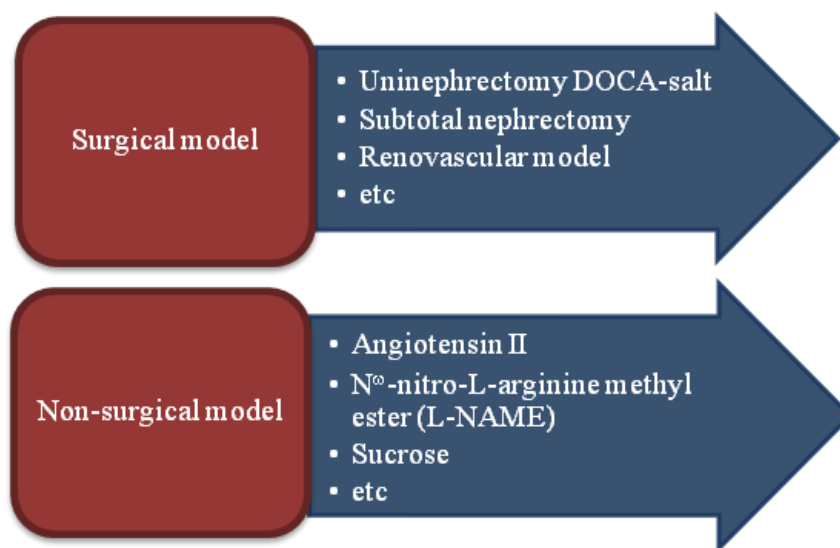 Surgical model
• Uninephrectomy DOCA-salt
• Subtotal nephrectomy
• Renovascular model
• etc
Non-surgical model
• Angiotensin II
• Nω-nitro-L-arginine methyl
ester (L-NAME)
• Sucrose
• etc